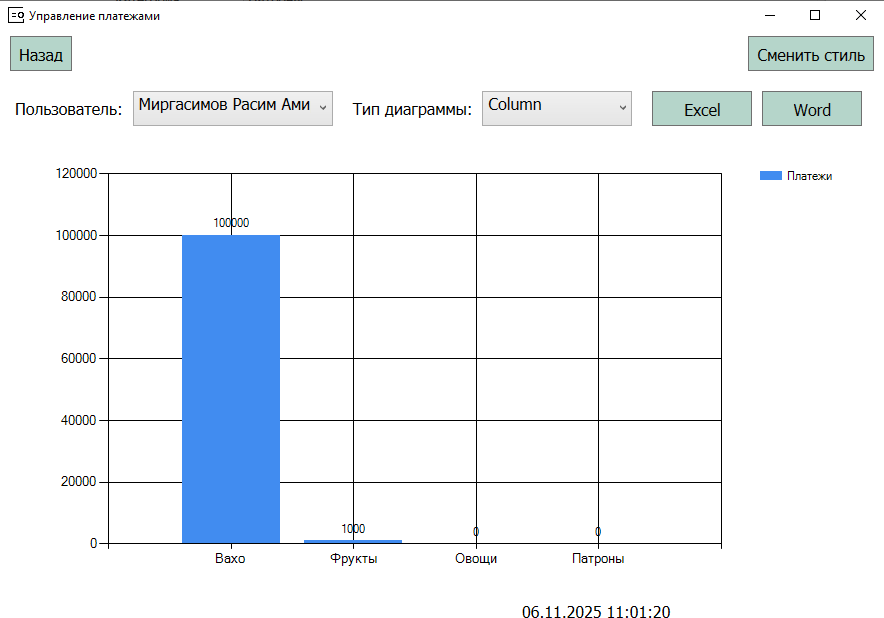 Управление платежами
Назад
Сменить стиль
Пользователь: Миргасимов Расим Ами Тип диаграммы: Column Excel Word
120000
100000
80000
60000
40000
20000
0
100000
1000
0
0
Вахо Фрукты Овощи Патроны
Платежи
06.11.2025 11:01:20